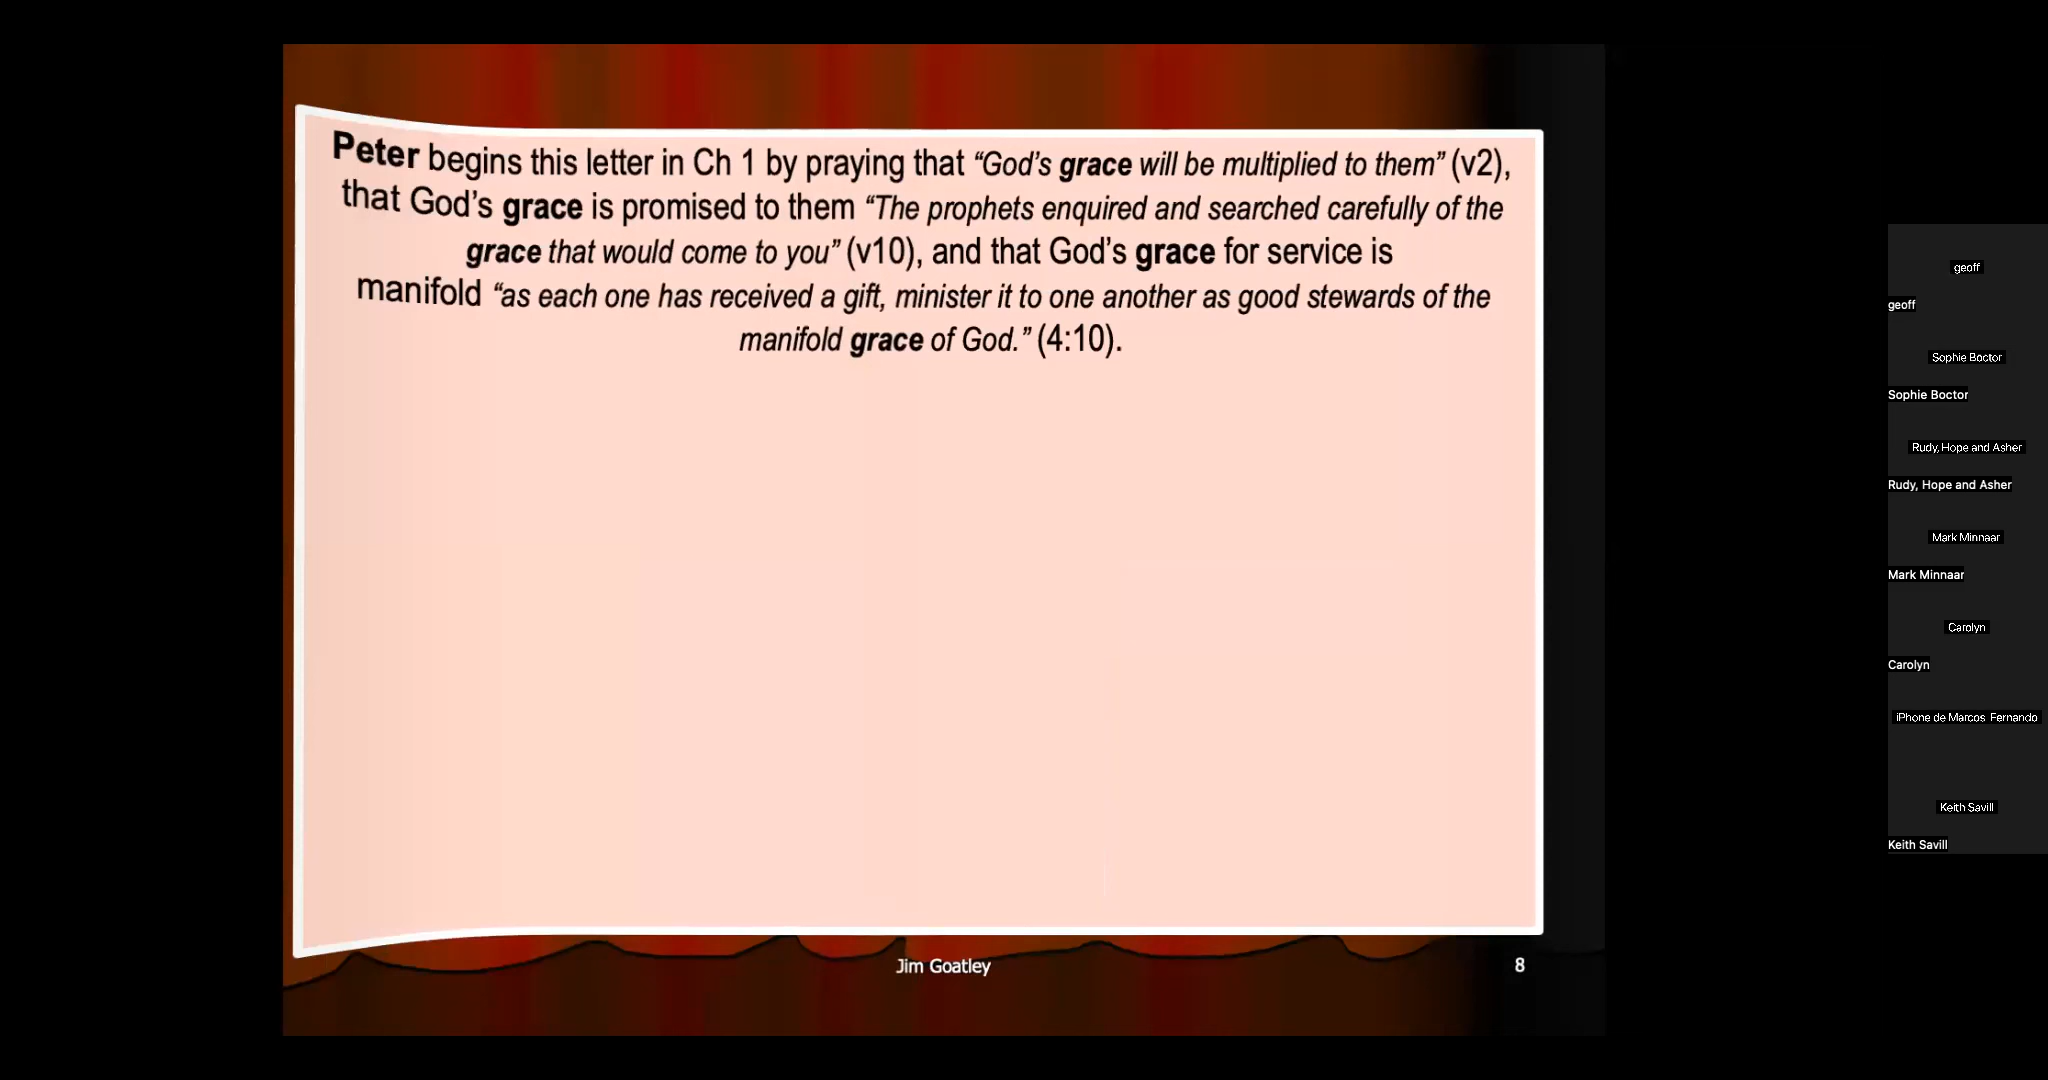 Peter begins this letter in Ch 1 by praying that “God’s grace will be multiplied to them” (v2),
that God’s grace is promised to them “The prophets enquired and searched carefully of the
grace that would come to you” (v10), and that God’s grace for service is
manifold “as each one has received a gift, minister it to one another as good stewards of the
manifold grace of God.” (4:10).
Jim Goatley
8
geoff
geoff
Sophie Boctor
Sophie Boctor
Rudy, Hope and Asher
Rudy, Hope and Asher
Mark Minnaar
Mark Minnaar
Carolyn
Carolyn
iPhone de Marcos Fernando
Keith Savill
Keith Savill